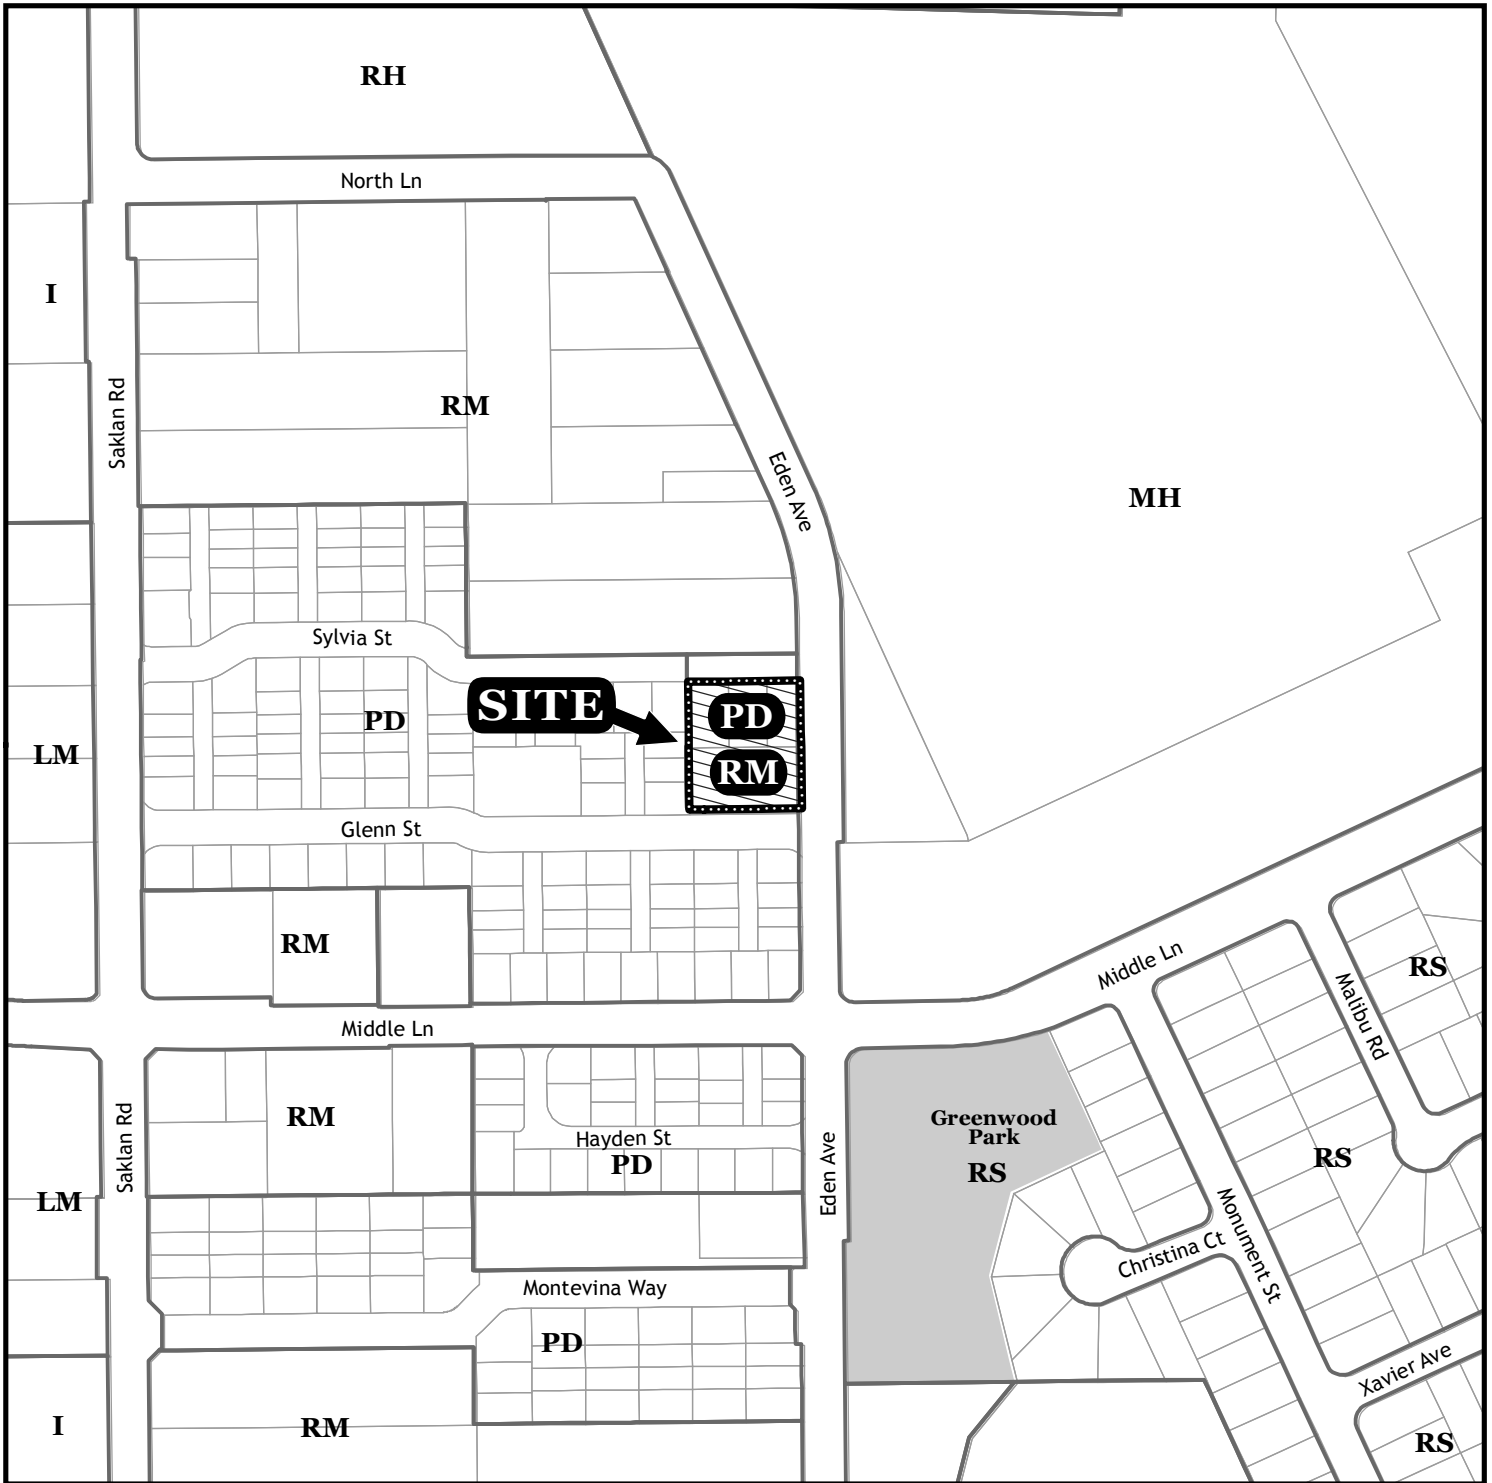 RH
North Ln
I
Saklan Rd
RM
Eden Ave
MH
Sylvia St
SITE
PD
PD
RM
LM
Glenn St
RM
Middle Ln
RS
Malibu Rd
Middle Ln
Saklan Rd
RM
Hayden St
PD
Eden Ave
Greenwood
Park
RS
RS
LM
Monument St
Christina Ct
Montevina Way
PD
Xavier Ave
I
RM
RS